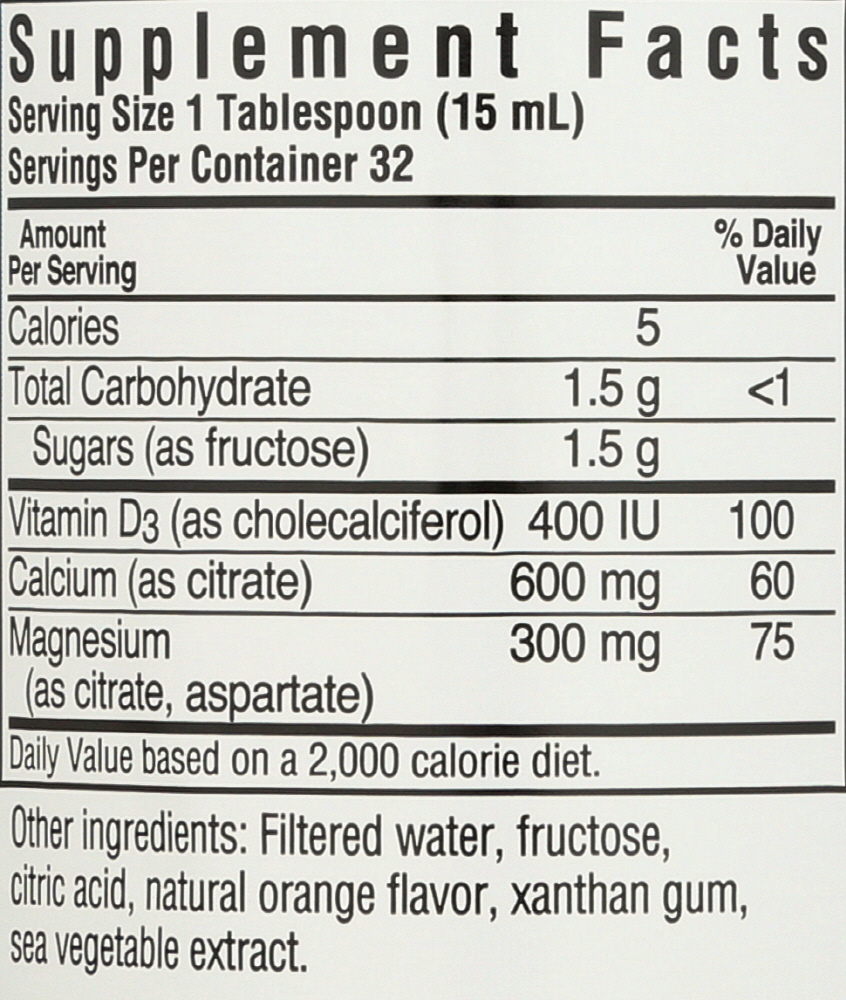 Supplement Facts
Serving Size 1 Tablespoon (15 mL)
Servings Per Container 32
Amount
Per Serving
% Daily
Value
Calories 5
Total Carbohydrate 1.5 g <1
Sugars (as fructose) 1.5 g
Vitamin D3 (as cholecalciferol) 400 IU 100
Calcium (as citrate) 600 mg 60
Magnesium 300 mg 75
(as citrate, aspartate)
Daily Value based on a 2,000 calorie diet.
Other ingredients: Filtered water, fructose,
citric acid, natural orange flavor, xanthan gum,
sea vegetable extract.